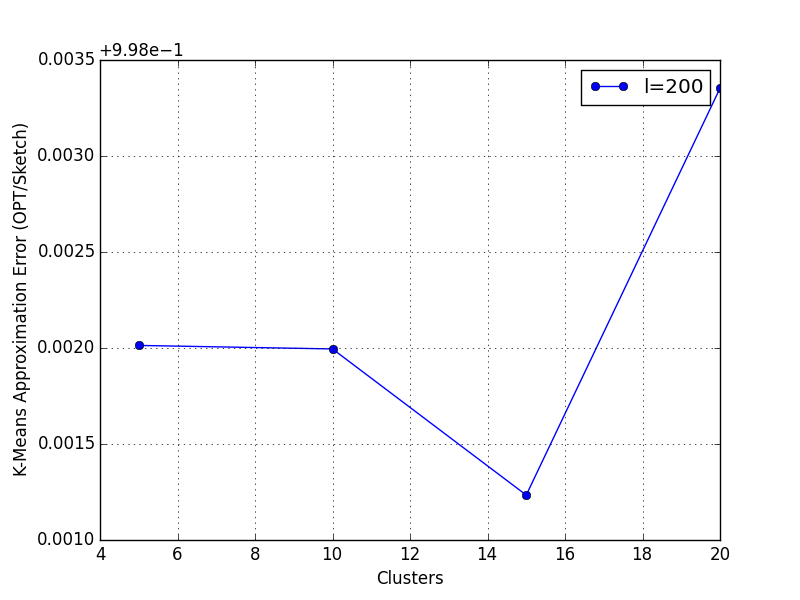 +9.98e−1
0.0035
0.0030
0.0025
0.0020
0.0015
0.0010
K-Means Approximation Error (OPT/Sketch)
l=200
4 6 8 10 12 14 16 18 20
Clusters